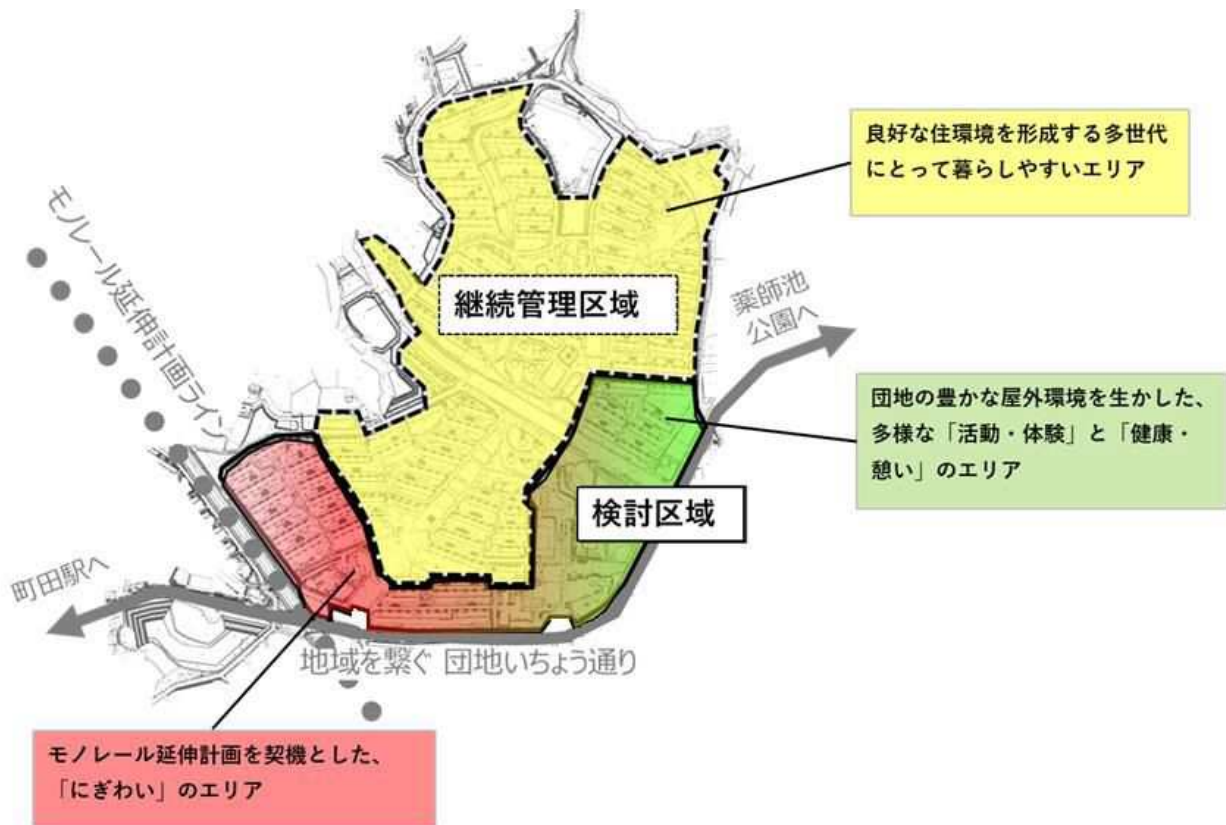 良好な住環境を形成する多世代
にとって暮らしやすいエリア
モノレール延伸計画ライン
継続管理区域
薬師池
公園へ
団地の豊かな屋外環境を生かした、
多様な「活動・体験」と「健康・
憩い」のエリア
検討区域
町田駅へ
地域を繋ぐ 団地いちょう通り
モノレール延伸計画を契機とした、
「にぎわい」のエリア